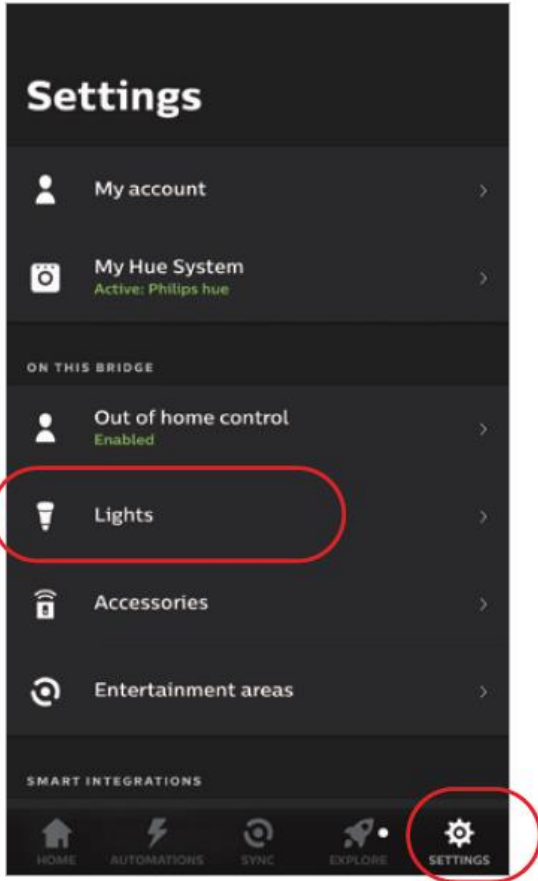 Settings
My account
My Hue System
Active: Philips hue
ON THIS BRIDGE
Out of home control
Enabled
Lights
Accessories
Entertainment areas
SMART INTEGRATIONS
HOME AUTOMATIONS SYNC EXPLORE SETTINGS